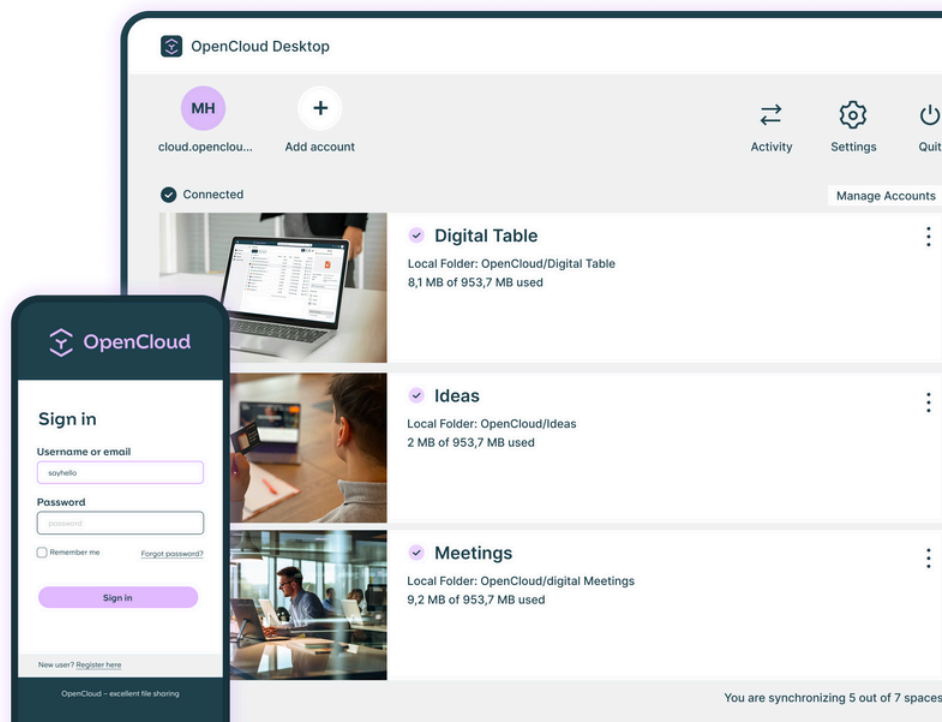 OpenCloud Desktop
MH
cloud.openclou...
Add account
Activity
Settings
Quit
Connected
Manage Accounts
Digital Table
Local Folder: OpenCloud/Digital Table
8,1 MB of 953,7 MB used
Ideas
Local Folder: OpenCloud/Ideas
2 MB of 953,7 MB used
Meetings
Local Folder: OpenCloud/digital Meetings
9,2 MB of 953,7 MB used
You are synchronizing 5 out of 7 spaces
OpenCloud
Sign in
Username or email
sayhello
Password
password
Remember me
Forgot password?
Sign in
New user? Register here
OpenCloud – excellent file sharing